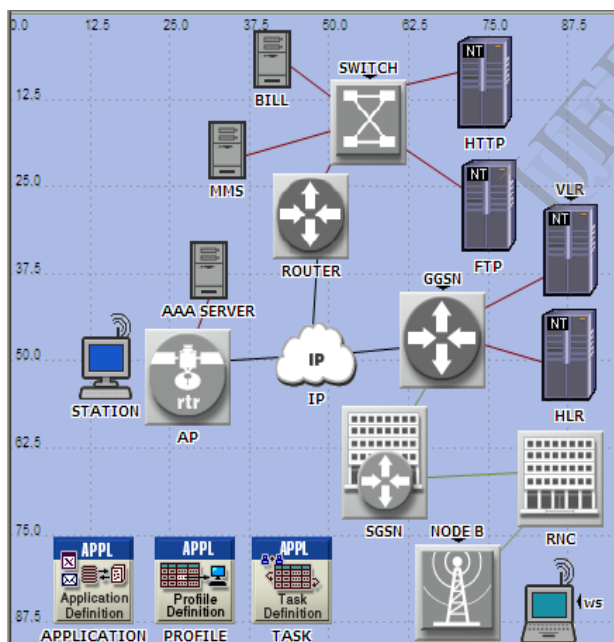 0.0 12.5 25.0 37.5 50.0 62.5 75.0 87.5
SWITCH
NT
BILL
12.5
HTTP
MMS
25.0
NT
VLR
NT
ROUTER
FTP
37.5
GGSN
AAA SERVER
NT
50.0
IP
rtr
STATION
IP
HLR
AP
62.5
SGSN
NODE B
RNC
75.0
APPL
Application
Definition
APPL
Profile
Definition
APPL
Task
Definition
ws
87.5
APPLICATION
PROFILE
TASK